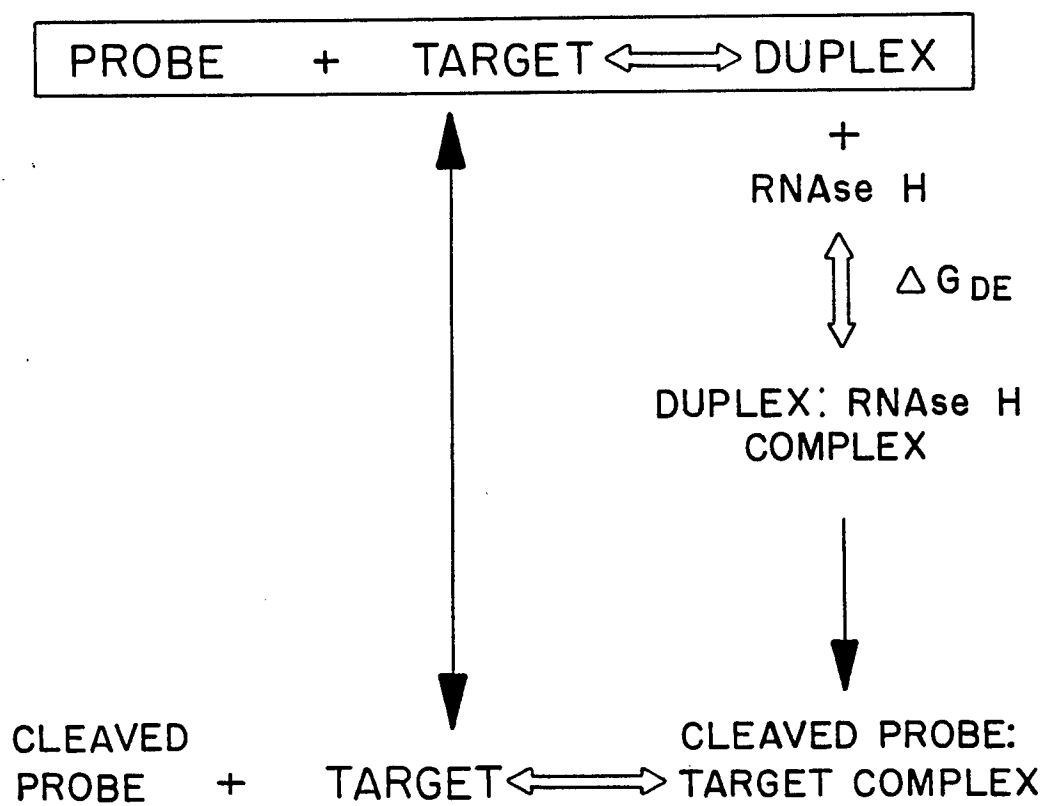 PROBE + TARGET DUPLEX
+
RNAse H
ΔG DE
DUPLEX: RNAse H
COMPLEX
CLEAVED
PROBE + TARGET
CLEAVED PROBE:
TARGET COMPLEX